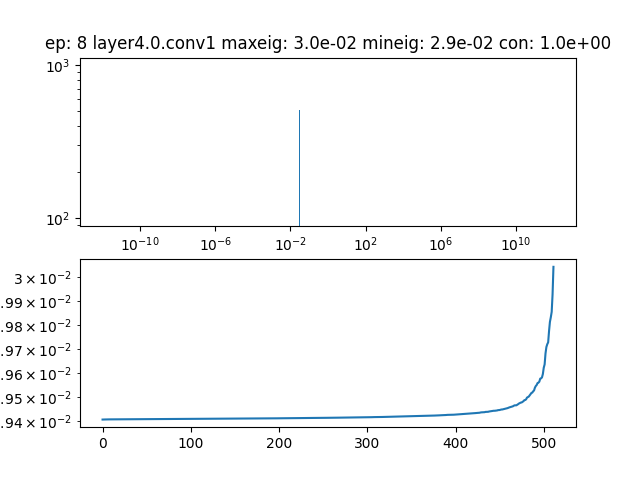 ep: 8 layer4.0.conv1 maxeig: 3.0e-02 mineig: 2.9e-02 con: 1.0e+00
10³
10²
10⁻¹⁰ 10⁻⁶ 10⁻² 10² 10⁶ 10¹⁰
3 × 10⁻²
.99 × 10⁻²
.98 × 10⁻²
.97 × 10⁻²
.96 × 10⁻²
.95 × 10⁻²
.94 × 10⁻²
0 100 200 300 400 500